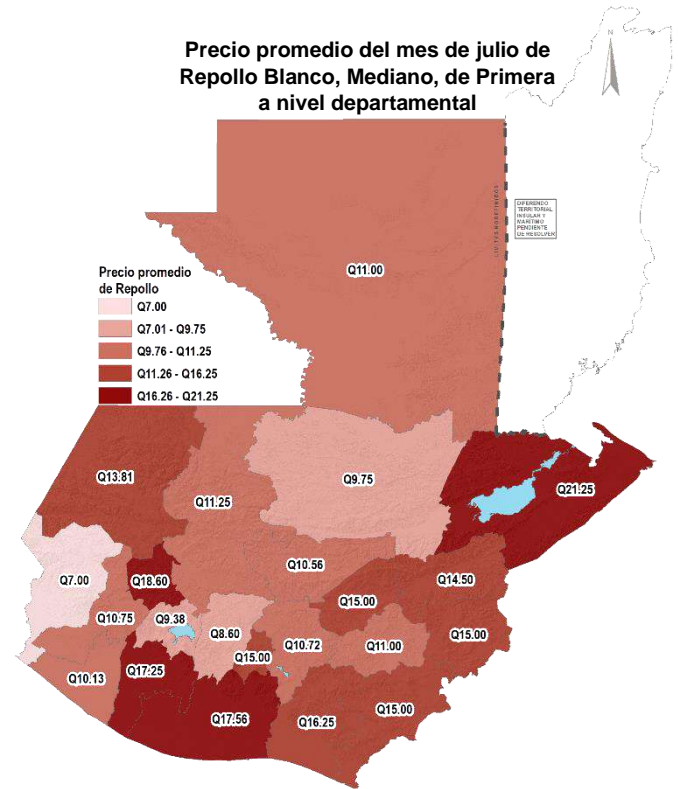 Precio promedio del mes de julio de
Repollo Blanco, Mediano, de Primera
a nivel departamental
N
DIFERENDO
TERRITORIAL
INSULAR Y
MARÍTIMO
PENDIENTE
DE RESOLVER
Q11.00
Precio promedio
de Repollo
Q7.00
Q7.01 - Q9.75
Q9.76 - Q11.25
Q11.26 - Q16.25
Q16.26 - Q21.25
Q13.81
Q11.25
Q9.75
Q21.25
Q7.00
Q18.60
Q10.56
Q14.50
Q15.00
Q10.75
Q9.38
Q8.60
Q15.00
Q10.72
Q11.00
Q15.00
Q10.13
Q17.25
Q17.56
Q16.25
Q15.00